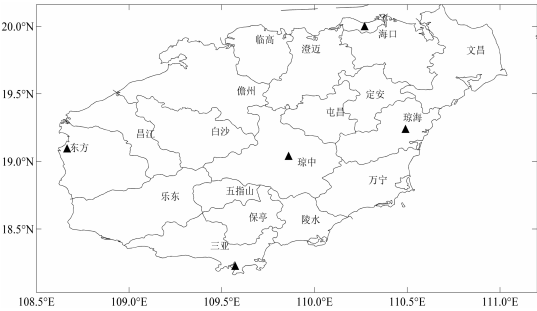 20.0°N
海口
临高
澄迈
文昌
19.5°N
儋州
定安
屯昌
琼海
昌江
白沙
东方
19.0°N
琼中
万宁
五指山
乐东
保亭
陵水
18.5°N
三亚
108.5°E 109.0°E 109.5°E 110.0°E 110.5°E 111.0°E